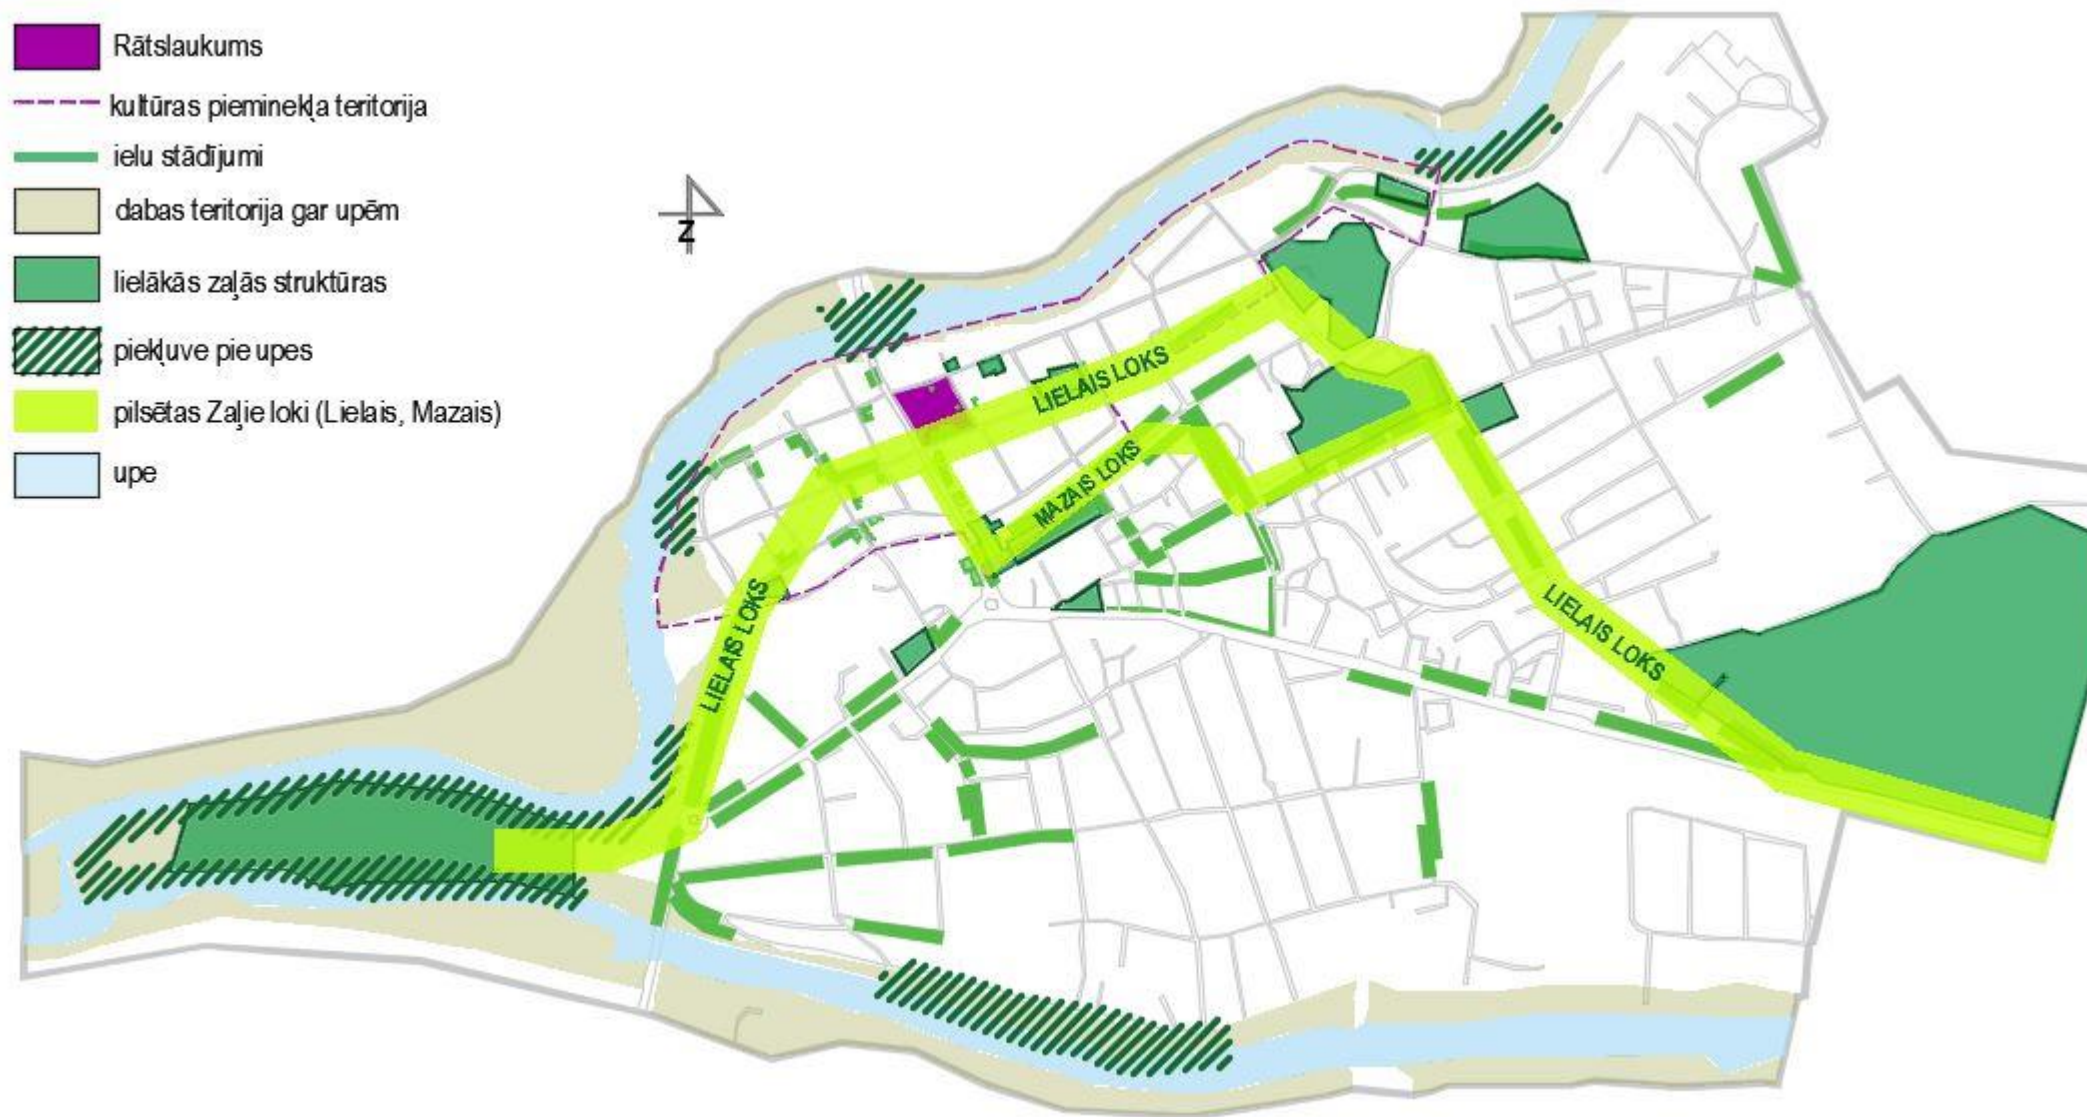 Rātslaukums
kultūras pieminekļa teritorija
ielu stādījumi
dabas teritorija gar upēm
lielākās zaļās struktūras
piekļuve pie upes
pilsētas Zaļie loki (Lielais, Mazais)
upe
Z
LIELAIS LOKS
MAZAIS LOKS
LIELAIS LOKS
LIELAIS LOKS